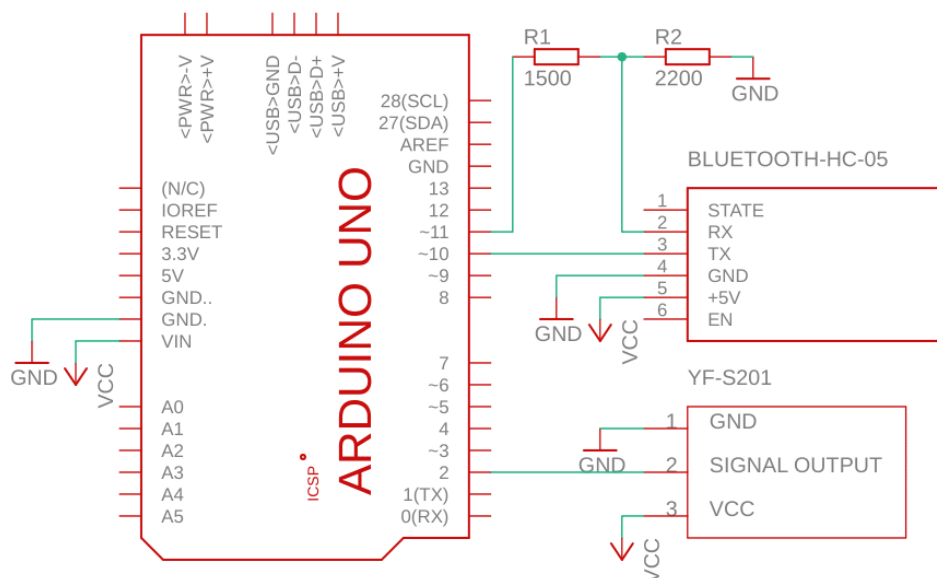 <PWR>-V
<PWR>+V
<USB>GND
<USB>D-
<USB>D+
<USB>+V
R1
1500
R2
2200
GND
28(SCL)
27(SDA)
AREF
GND
13
12
~11
~10
~9
8
7
~6
~5
4
~3
2
1(TX)
0(RX)
(N/C)
IOREF
RESET
3.3V
5V
GND..
GND.
VIN
A0
A1
A2
A3
A4
A5
GND
VCC
ICSP
ARDUINO UNO
BLUETOOTH-HC-05
1 STATE
2 RX
3 TX
4 GND
5 +5V
6 EN
GND
VCC
YF-S201
1 GND
2 SIGNAL OUTPUT
3 VCC
GND
VCC